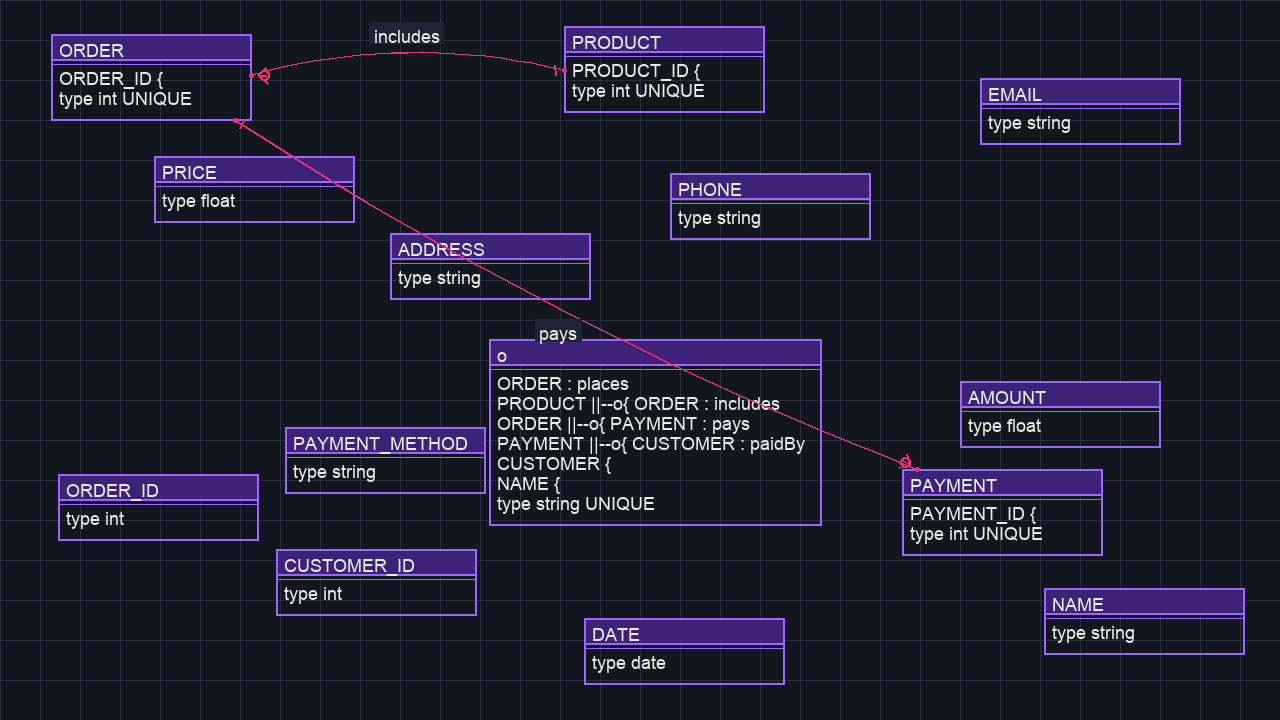 includes
ORDER
ORDER_ID {
type int UNIQUE
PRODUCT
PRODUCT_ID {
type int UNIQUE
EMAIL
type string
PRICE
type float
PHONE
type string
ADDRESS
type string
pays
o
ORDER : places
PRODUCT ||--o{ ORDER : includes
ORDER ||--o{ PAYMENT : pays
PAYMENT ||--o{ CUSTOMER : paidBy
CUSTOMER {
NAME {
type string UNIQUE
AMOUNT
type float
PAYMENT_METHOD
type string
ORDER_ID
type int
PAYMENT
PAYMENT_ID {
type int UNIQUE
CUSTOMER_ID
type int
NAME
type string
DATE
type date